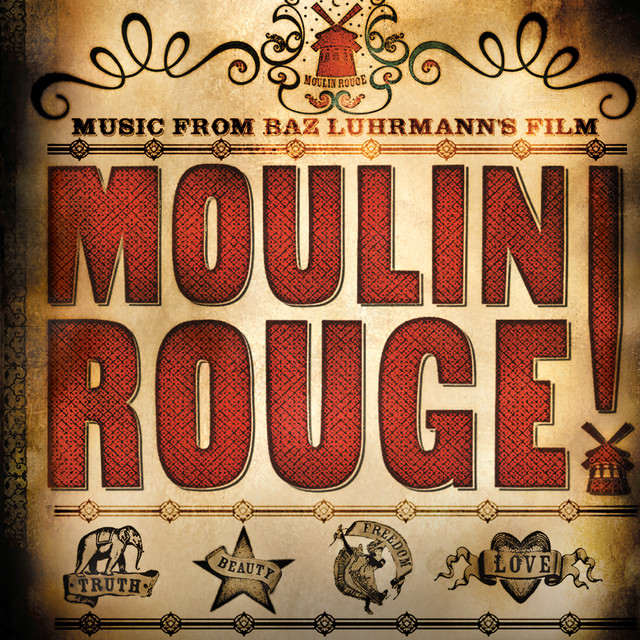 MOULIN ROUGE
MUSIC FROM BAZ LUHRMANN'S FILM
MOULIN
ROUGE!
TRUTH
BEAUTY
FREEDOM
LOVE